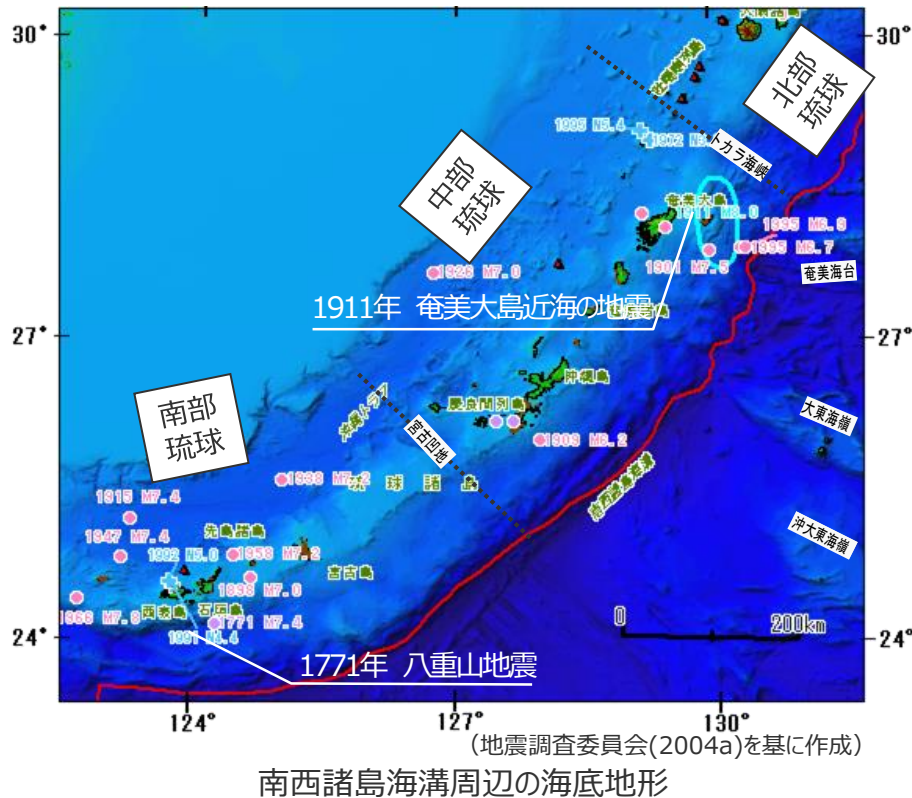 30°
30°
北部
琉球
1995 M5.4
トカラ海峡
中部
琉球
奄美大島
1911 M8.0
1995 M6.9
1995 M6.7
1901 M7.5
奄美海台
1926 M7.0
1911年 奄美大島近海の地震
27°
27°
沖縄島
南部
琉球
慶良間列島
沖縄トラフ
宮古凹地
1909 M6.2
大東海嶺
1938 M7.2
琉球諸島
1915 M7.4
沖大東海嶺
1947 M7.4
先島諸島
1992 M5.0
1958 M7.2
宮古島
1898 M7.0
1966 M7.8
西表島
石垣島
1771 M7.4
0
200km
24°
24°
1771年 八重山地震
124°
127°
130°
(地震調査委員会(2004a)を基に作成)
南西諸島海溝周辺の海底地形